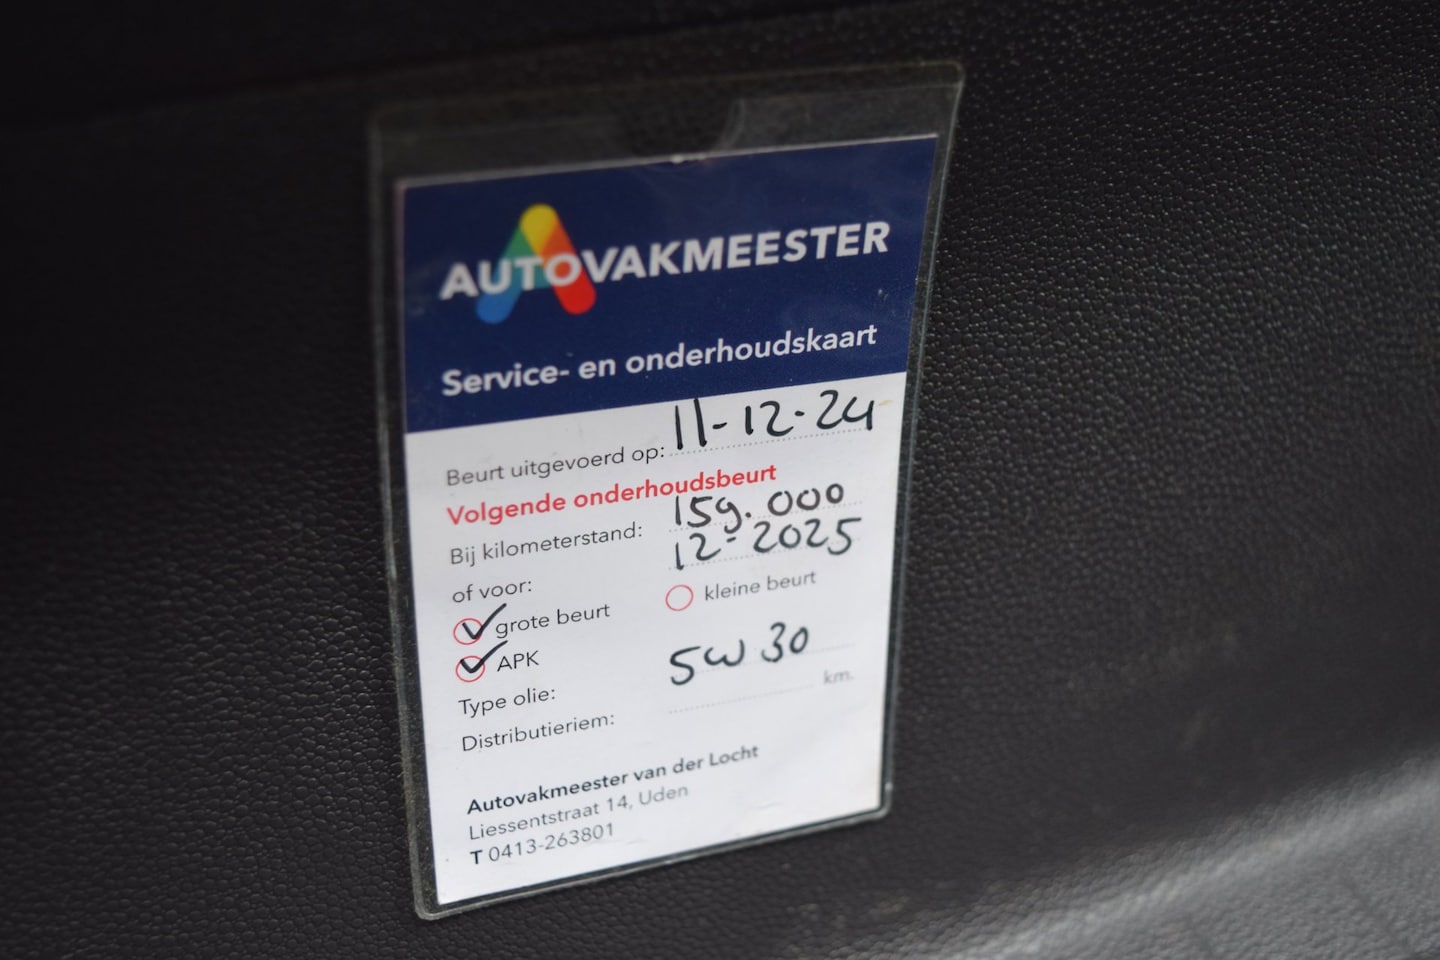 AUTOVAKMEESTER
Service- en onderhoudskaart
Beurt uitgevoerd op: 11-12-24
Volgende onderhoudsbeurt
Bij kilometerstand: 159.000
of voor: 12-2025
grote beurt kleine beurt
APK
Type olie: 5W30
Distributieriem: km.
Autovakmeester van der Locht
Liessentstraat 14, Uden
T 0413-263801